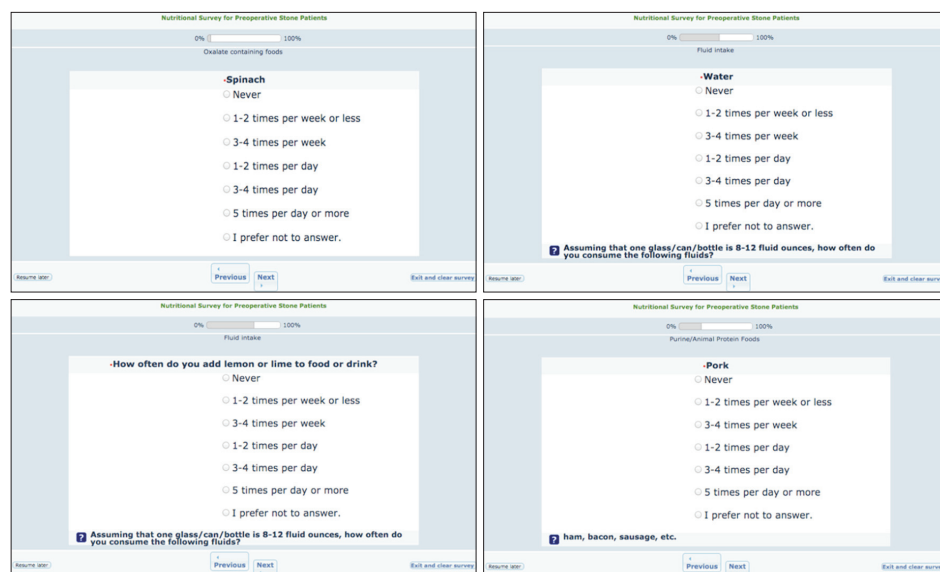 Nutritional Survey for Preoperative Stone Patients
0% 100%
Oxalate containing foods
*Spinach
Never
1-2 times per week or less
3-4 times per week
1-2 times per day
3-4 times per day
5 times per day or more
I prefer not to answer.
Resume later
‹ Previous
Next ›
Exit and clear survey
Nutritional Survey for Preoperative Stone Patients
0% 100%
Fluid intake
*Water
Never
1-2 times per week or less
3-4 times per week
1-2 times per day
3-4 times per day
5 times per day or more
I prefer not to answer.
? Assuming that one glass/can/bottle is 8-12 fluid ounces, how often do
you consume the following fluids?
Resume later
‹ Previous
Next ›
Exit and clear surve
Nutritional Survey for Preoperative Stone Patients
0% 100%
Fluid intake
*How often do you add lemon or lime to food or drink?
Never
1-2 times per week or less
3-4 times per week
1-2 times per day
3-4 times per day
5 times per day or more
I prefer not to answer.
? Assuming that one glass/can/bottle is 8-12 fluid ounces, how often do
you consume the following fluids?
Resume later
‹ Previous
Next
Exit and clear survey
Nutritional Survey for Preoperative Stone Patients
0% 100%
Purine/Animal Protein Foods
*Pork
Never
1-2 times per week or less
3-4 times per week
1-2 times per day
3-4 times per day
5 times per day or more
I prefer not to answer.
? ham, bacon, sausage, etc.
Resume later
‹ Previous
Next
Exit and clear surve